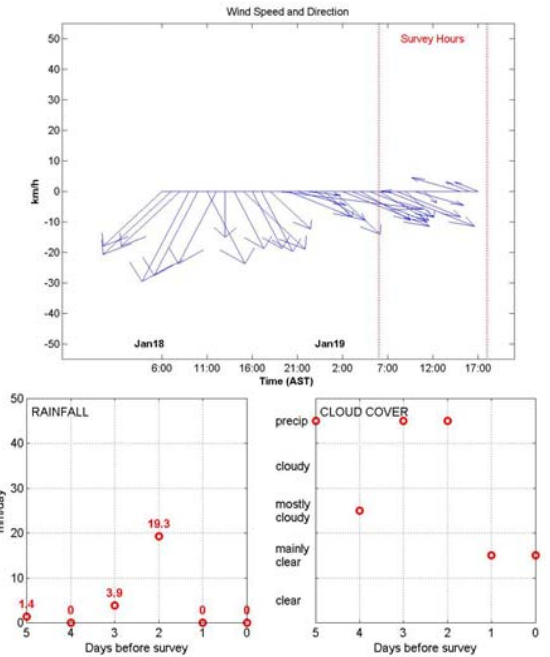 Wind Speed and Direction
Survey Hours
50
40
30
20
10
0
-10
-20
-30
-40
-50
km/h
Jan18
Jan19
6:00 11:00 16:00 21:00 2:00 7:00 12:00 17:00
Time (AST)
RAINFALL
50
40
30
20
10
0
mm/day
1.4
0
3.9
19.3
0
0
5 4 3 2 1 0
Days before survey
CLOUD COVER
precip
cloudy
mostly
cloudy
mainly
clear
clear
5 4 3 2 1 0
Days before survey